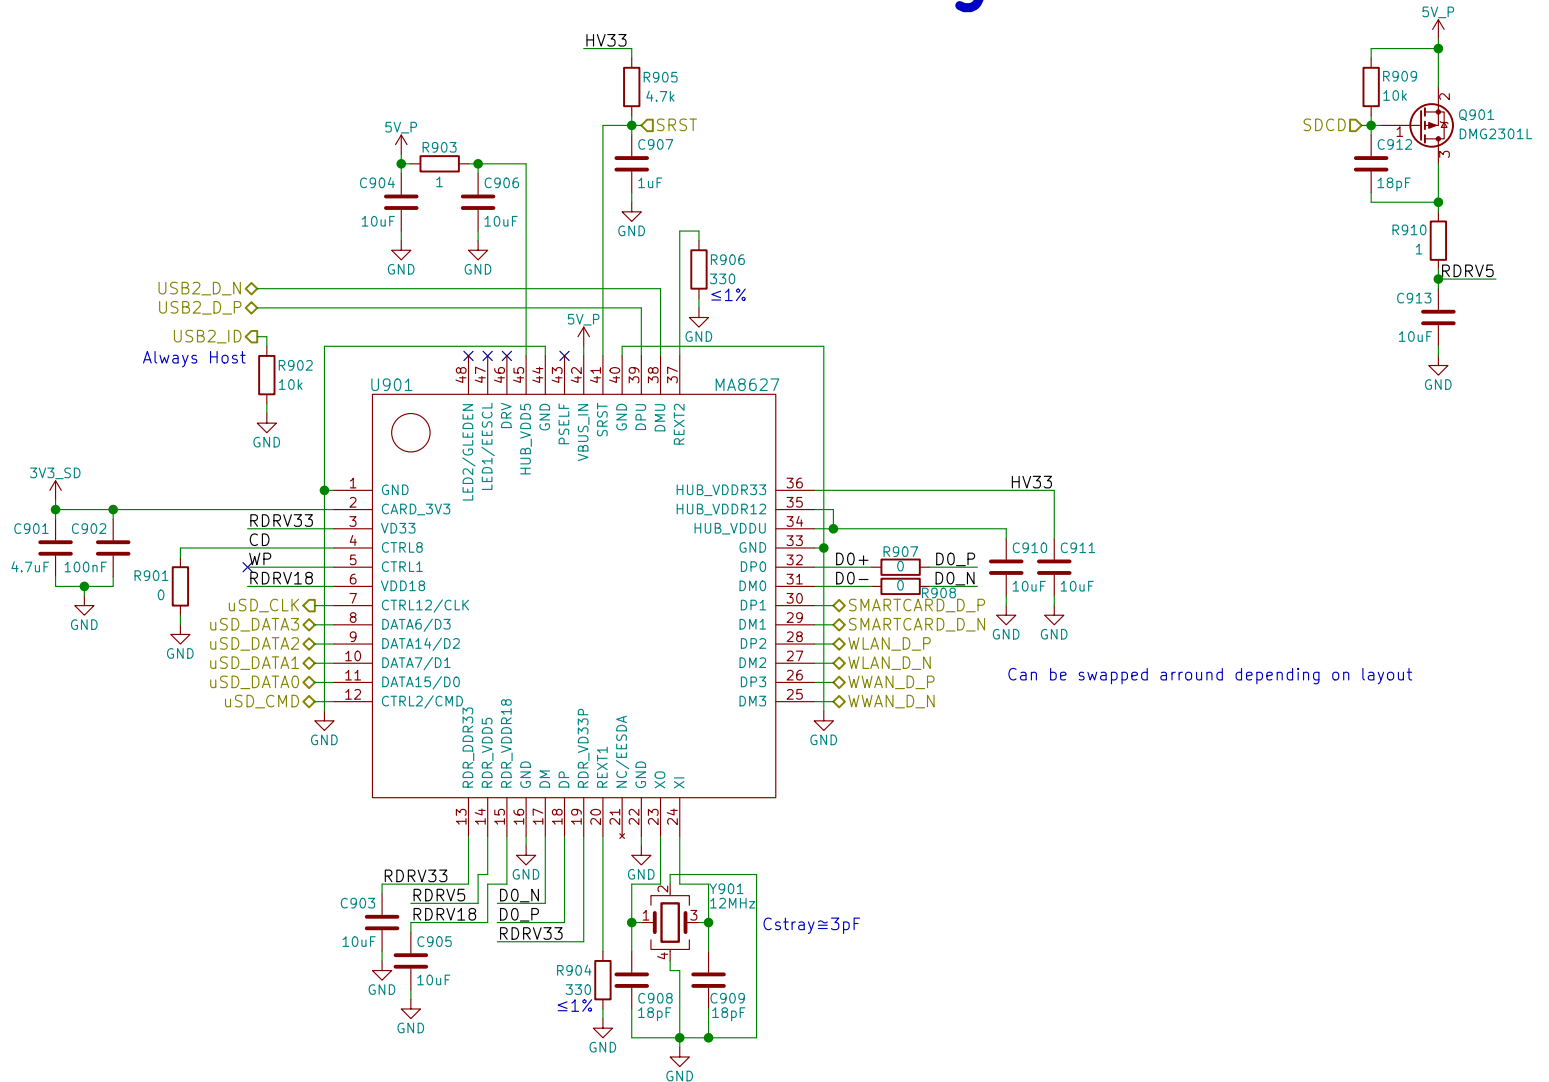 5V_P
HV33
R905
4.7k
SRST
C907
1uF
GND
R909
10k
SDCD
1
2
3
Q901
DMG2301L
C912
18pF
R910
1
RDRV5
C913
10uF
GND
5V_P
R903
1
C904
10uF
C906
10uF
GND
GND
R906
330
≤1%
GND
USB2_D_N
USB2_D_P
USB2_ID
Always Host
R902
10k
GND
5V_P
48
47
46
45
44
43
42
41
40
39
38
37
U901
MA8627
LED2/GLEDEN
LED1/EESCL
DRV
HUB_VDD5
GND
PSELF
VBUS_IN
SRST
GND
DPU
DMU
REXT2
3V3_SD
C901
4.7uF
C902
100nF
GND
R901
0
GND
RDRV33
CD
WP
RDRV18
uSD_CLK
uSD_DATA3
uSD_DATA2
uSD_DATA1
uSD_DATA0
uSD_CMD
GND
1 GND
2 CARD_3V3
3 VD33
4 CTRL8
5 CTRL1
6 VDD18
7 CTRL12/CLK
8 DATA6/D3
9 DATA14/D2
10 DATA7/D1
11 DATA15/D0
12 CTRL2/CMD
HUB_VDDR33 36
HUB_VDDR12 35
HUB_VDDU 34
GND 33
DP0 32
DM0 31
DP1 30
DM1 29
DP2 28
DM2 27
DP3 26
DM3 25
HV33
D0+
R907
0
D0_P
D0-
0
R908
D0_N
SMARTCARD_D_P
SMARTCARD_D_N
WLAN_D_P
WLAN_D_N
WWAN_D_P
WWAN_D_N
GND
C910
10uF
GND
C911
10uF
GND
Can be swapped arround depending on layout
RDR_DDR33
RDR_VDD5
RDR_VDDR18
GND
DM
DP
RDR_VD33P
REXT1
NC/EESDA
GND
XO
XI
13
14
15
16
17
18
19
20
21
22
23
24
GND
GND
RDRV33
RDRV5
RDRV18
D0_N
D0_P
RDRV33
C903
10uF
GND
C905
10uF
GND
R904
330
≤1%
GND
Y901
12MHz
1
2
3
4
Cstray≅3pF
C908
18pF
C909
18pF
GND